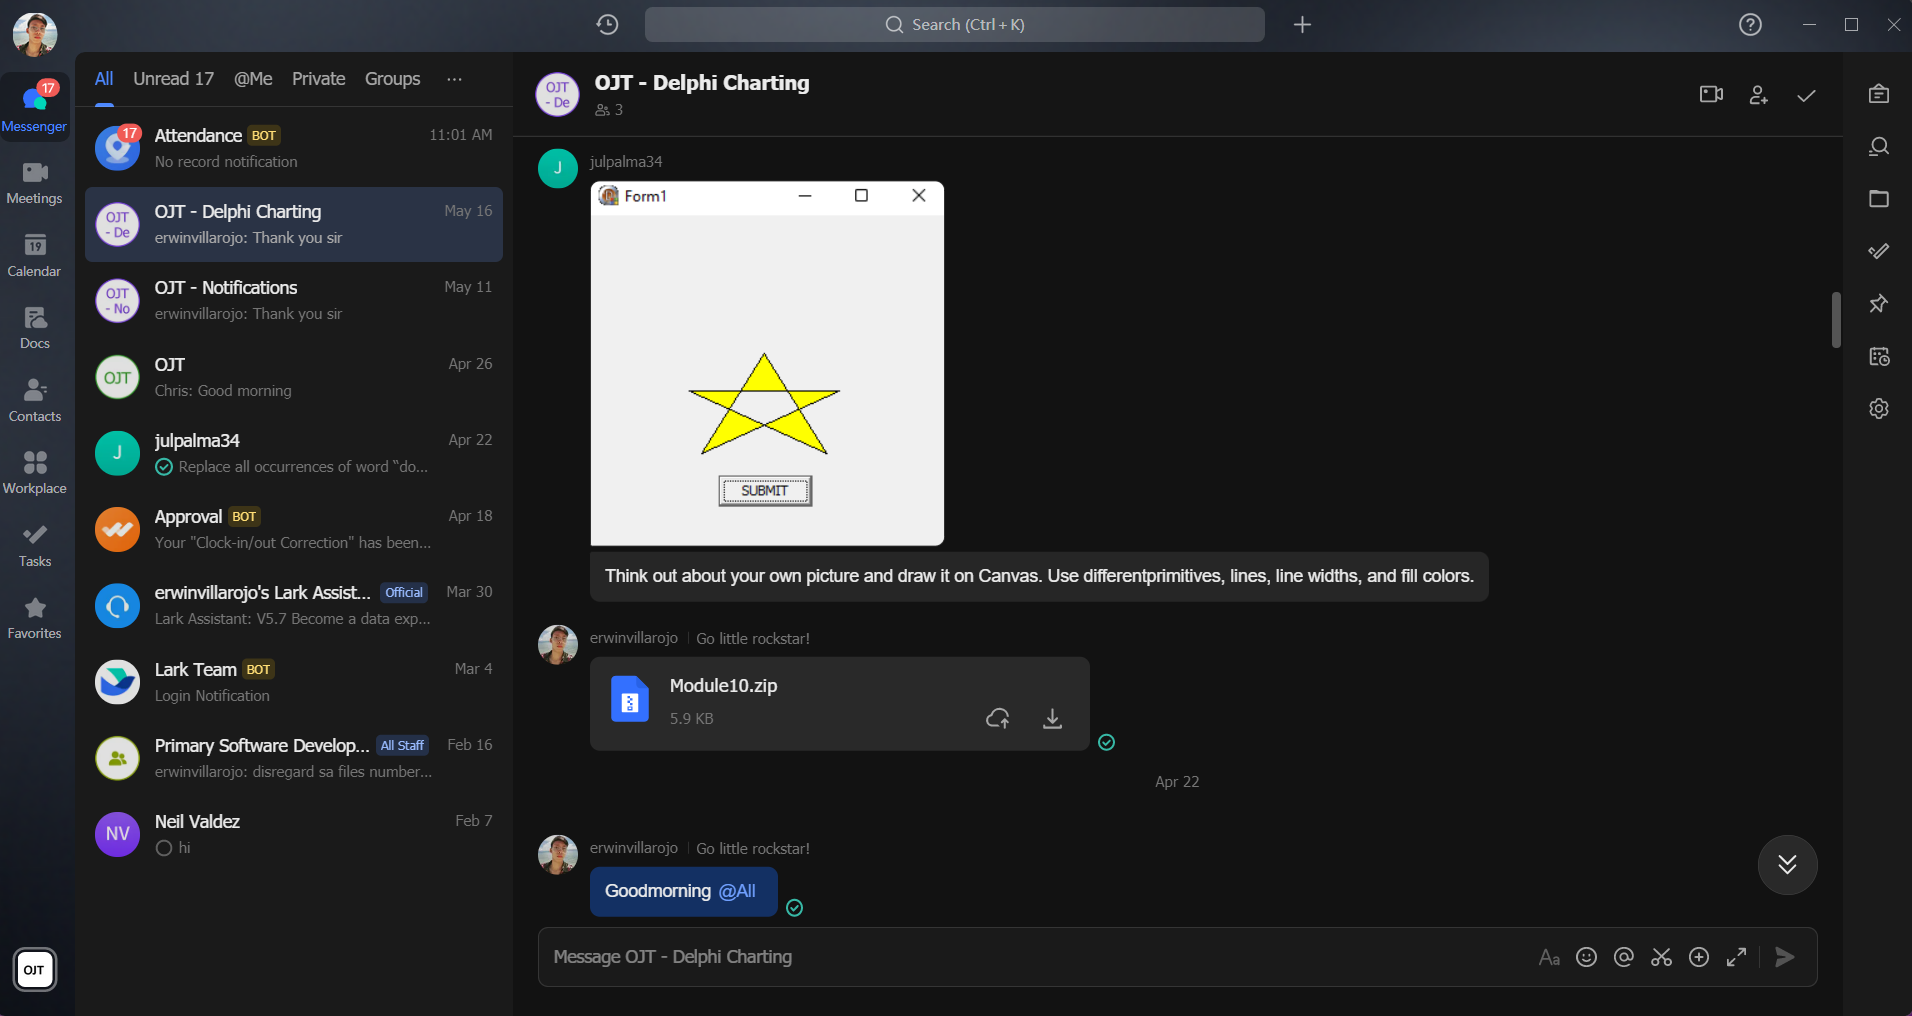 Search (Ctrl + K)
17
Messenger
Meetings
19
Calendar
Docs
Contacts
Workplace
Tasks
Favorites
OJT
All Unread 17 @Me Private Groups ...
17
Attendance BOT 11:01 AM
No record notification
OJT
- De
OJT - Delphi Charting May 16
erwinvillarojo: Thank you sir
OJT
- No
OJT - Notifications May 11
erwinvillarojo: Thank you sir
OJT
OJT Apr 26
Chris: Good morning
J
julpalma34 Apr 22
Replace all occurrences of word “do...
Approval BOT Apr 18
Your "Clock-in/out Correction" has been...
erwinvillarojo's Lark Assist... Official Mar 30
Lark Assistant: V5.7 Become a data exp...
Lark Team BOT Mar 4
Login Notification
Primary Software Develop... All Staff Feb 16
erwinvillarojo: disregard sa files number...
NV
Neil Valdez Feb 7
hi
OJT
- De
OJT - Delphi Charting
3
J
julpalma34
Form1
SUBMIT
Think out about your own picture and draw it on Canvas. Use differentprimitives, lines, line widths, and fill colors.
erwinvillarojo | Go little rockstar!
Module10.zip
5.9 KB
Apr 22
erwinvillarojo | Go little rockstar!
Goodmorning @All
Message OJT - Delphi Charting
Aa